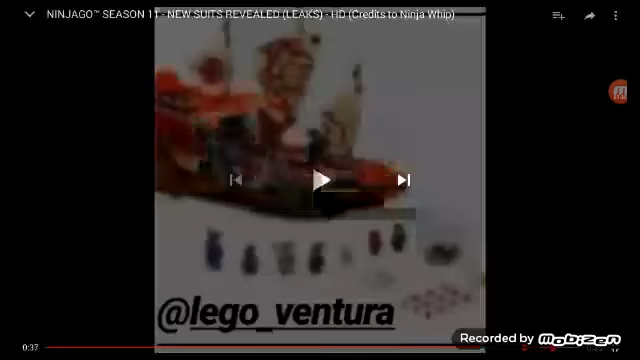 NINJAGO™ SEASON 11 - NEW SUITS REVEALED (LEAKS) - HD (Credits to Ninja Whip)
@lego_ventura
0:37
Recorded by MOBIZEN